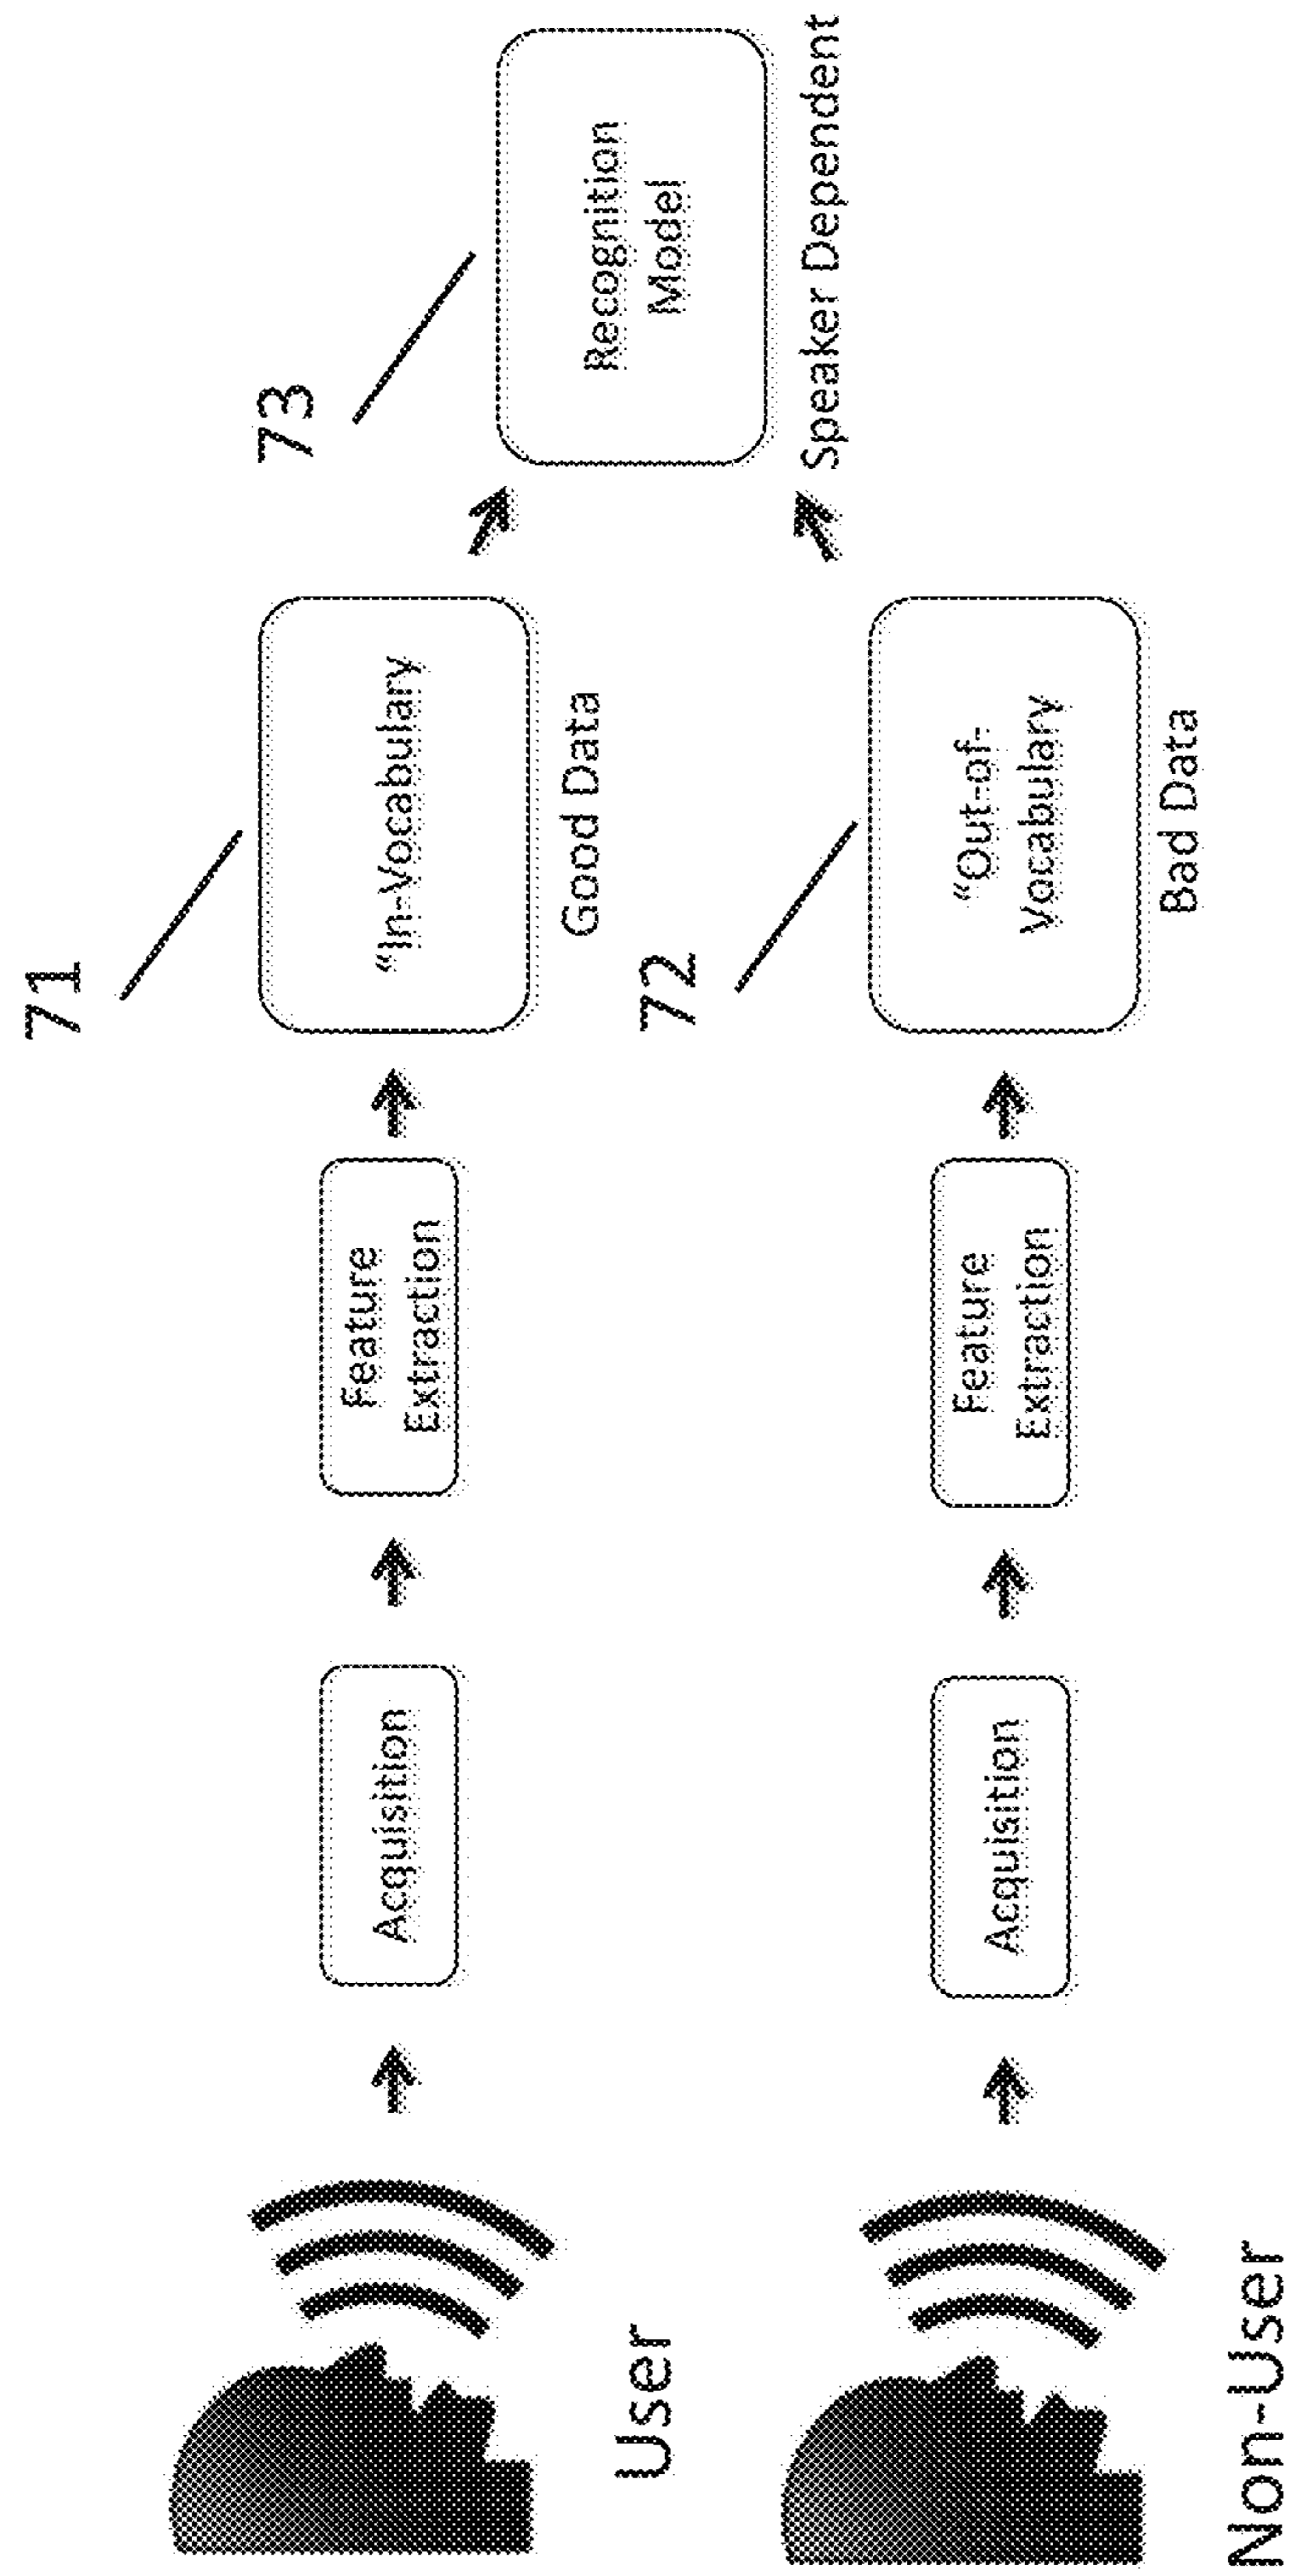 71
73
User
Acquisition
Feature
Extraction
"In-Vocabulary
Good Data
Recognition
Model
Speaker Dependent
72
Non-User
Acquisition
Feature
Extraction
"Out-of-
Vocabulary
Bad Data